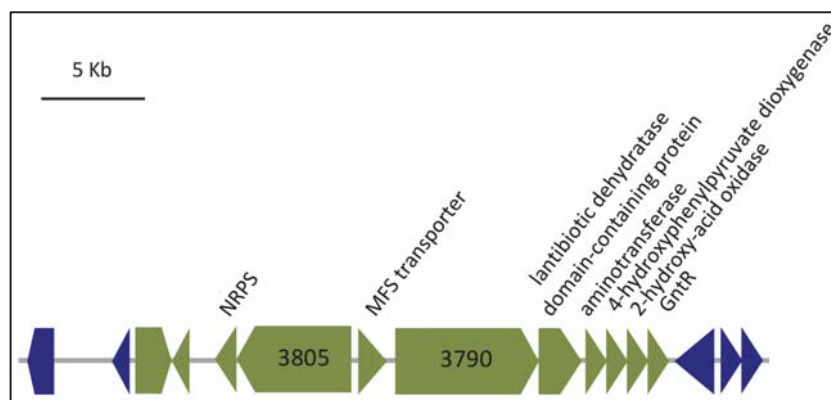 5 Kb
NRPS
MFS transporter
lantibiotic dehydratase
domain-containing protein
aminotransferase
4-hydroxyphenylpyruvate dioxygenase
2-hydroxy-acid oxidase
GntR
3805
3790